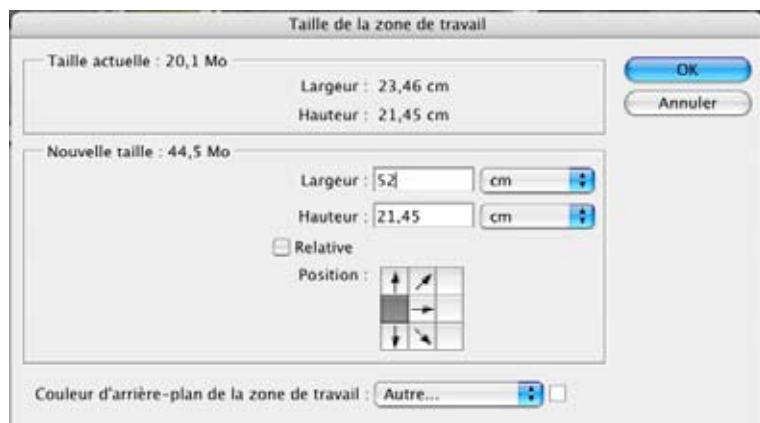 Taille de la zone de travail
Taille actuelle : 20,1 Mo
Largeur : 23,46 cm
Hauteur : 21,45 cm
OK
Annuler
Nouvelle taille : 44,5 Mo
Largeur : 52 cm
Hauteur : 21,45 cm
Relative
Position :
Couleur d'arrière-plan de la zone de travail : Autre...